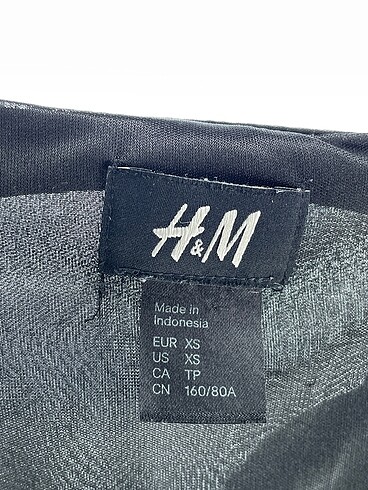 H&M
Made in
Indonesia
EUR XS
US XS
CA TP
CN 160/80A